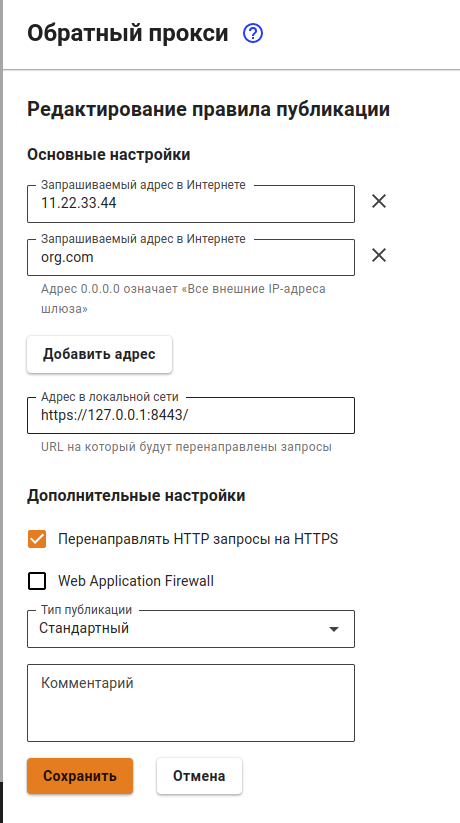 Обратный прокси
Редактирование правила публикации
Основные настройки
Запрашиваемый адрес в Интернете
11.22.33.44
Запрашиваемый адрес в Интернете
org.com
Адрес 0.0.0.0 означает «Все внешние IP-адреса
шлюза»
Добавить адрес
Адрес в локальной сети
https://127.0.0.1:8443/
URL на который будут перенаправлены запросы
Дополнительные настройки
Перенаправлять HTTP запросы на HTTPS
Web Application Firewall
Тип публикации
Стандартный
Комментарий
Сохранить Отмена